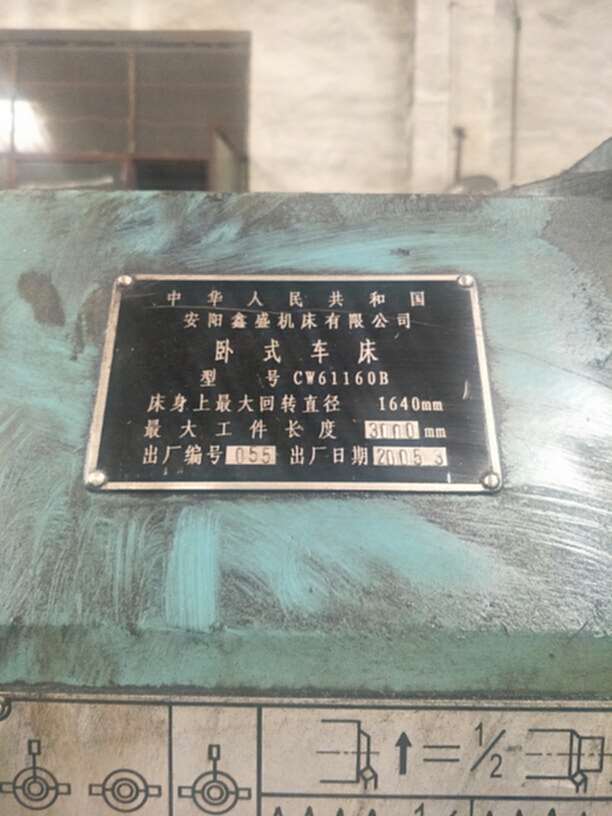 中华人民共和国
安阳鑫盛机床有限公司
卧式车床
型 号 CW61160B
床身上最大回转直径 1640mm
最大工件长度 3000 mm
出厂编号 055 出厂日期 2005 3
↑=1/2